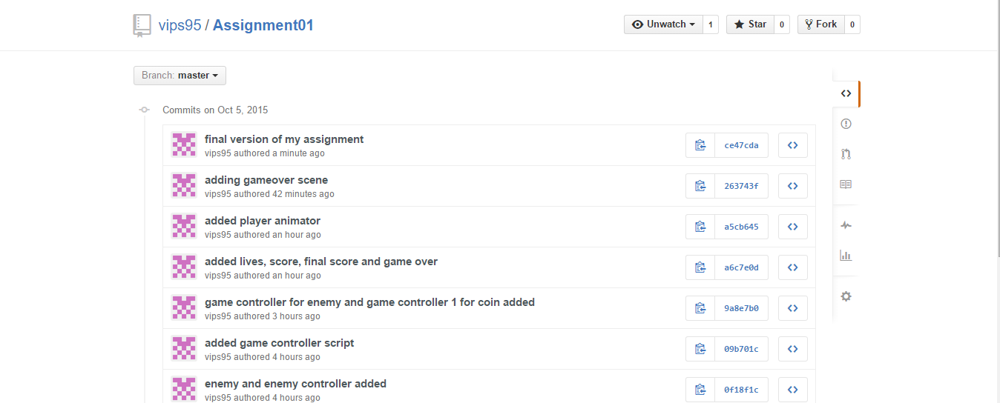 vips95 / Assignment01
Unwatch 1 Star 0 Fork 0
Branch: master
Commits on Oct 5, 2015
final version of my assignment
vips95 authored a minute ago
ce47cda
adding gameover scene
vips95 authored 42 minutes ago
263743f
added player animator
vips95 authored an hour ago
a5cb645
added lives, score, final score and game over
vips95 authored an hour ago
a6c7e0d
game controller for enemy and game controller 1 for coin added
vips95 authored 3 hours ago
9a8e7b0
added game controller script
vips95 authored 4 hours ago
09b701c
enemy and enemy controller added
vips95 authored 4 hours ago
0f18f1c